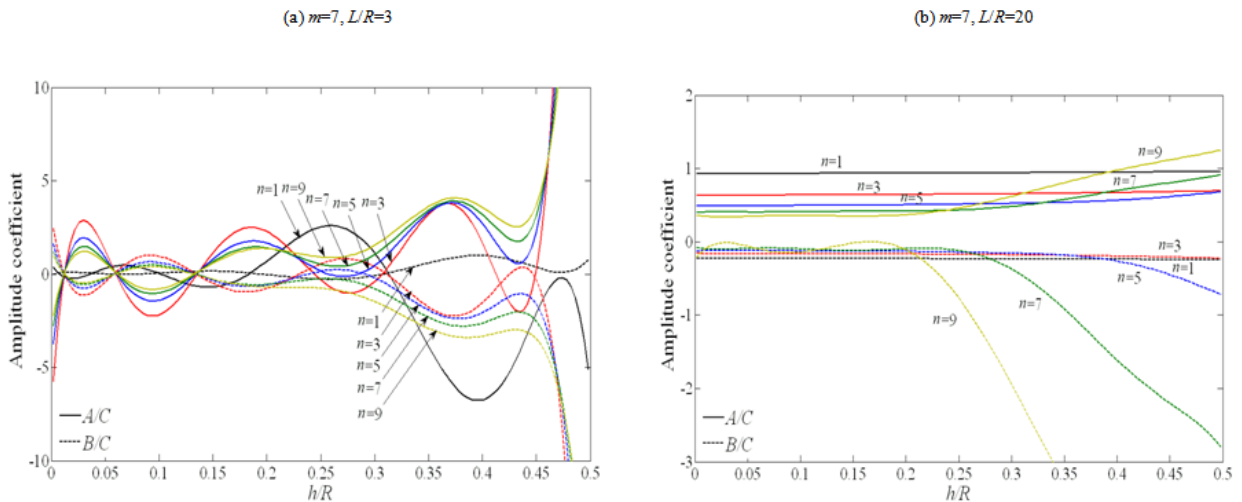 (a) m=7, L/R=3
10
5
0
-5
-10
Amplitude coefficient
n=1
n=9
n=7
n=5
n=3
n=1
n=3
n=5
n=7
n=9
A/C
B/C
0
0.05
0.1
0.15
0.2
0.25
0.3
0.35
0.4
0.45
0.5
h/R
(b) m=7, L/R=20
2
1
0
-1
-2
-3
Amplitude coefficient
n=1
n=9
n=3
n=7
n=5
n=3
n=1
n=5
n=7
n=9
A/C
B/C
0
0.05
0.1
0.15
0.2
0.25
0.3
0.35
0.4
0.45
0.5
h/R